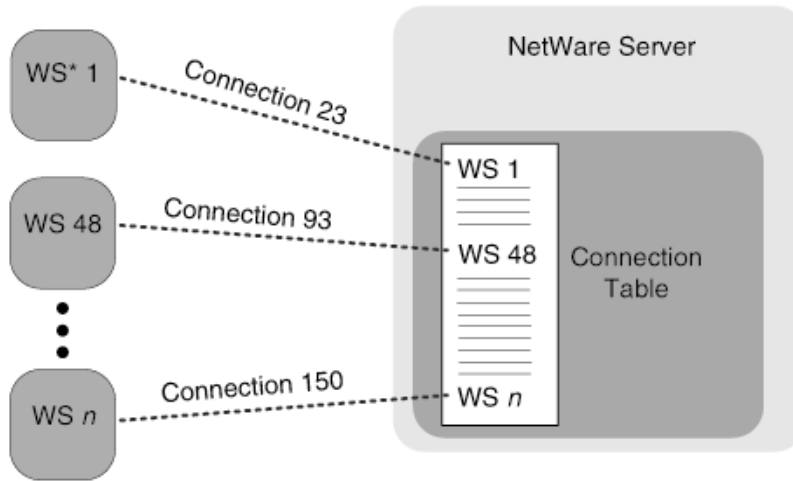 NetWare Server
WS* 1
Connection 23
WS 1
WS 48
Connection 93
WS 48
Connection
Table
Connection 150
WS n
WS n